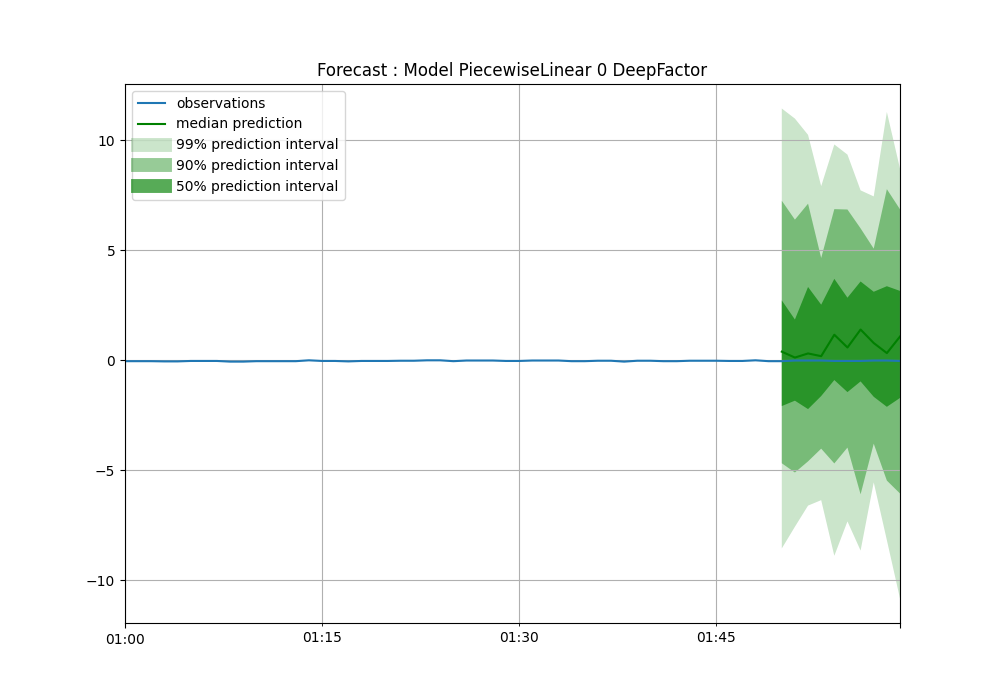 Forecast : Model PiecewiseLinear 0 DeepFactor
observations
median prediction
99% prediction interval
90% prediction interval
50% prediction interval
10
5
0
−5
−10
01:00
01:15
01:30
01:45